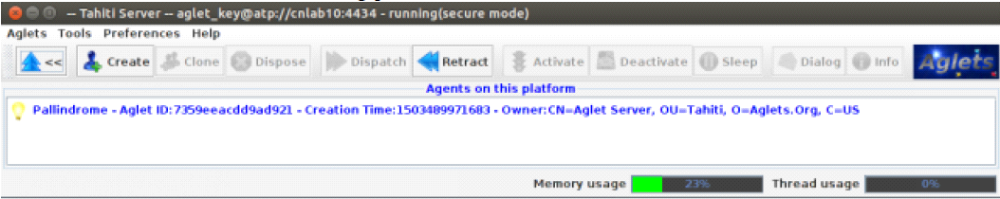 -- Tahiti Server -- aglet_key@atp://cnlab10:4434 - running(secure mode)
Aglets Tools Preferences Help
<< Create Clone Dispose Dispatch Retract Activate Deactivate Sleep Dialog Info Aglets
Agents on this platform
Pallindrome - Aglet ID:7359eeacdd9ad921 - Creation Time:1503489971683 - Owner:CN=Aglet Server, OU=Tahiti, O=Aglets.Org, C=US
Memory usage 23% Thread usage 0%